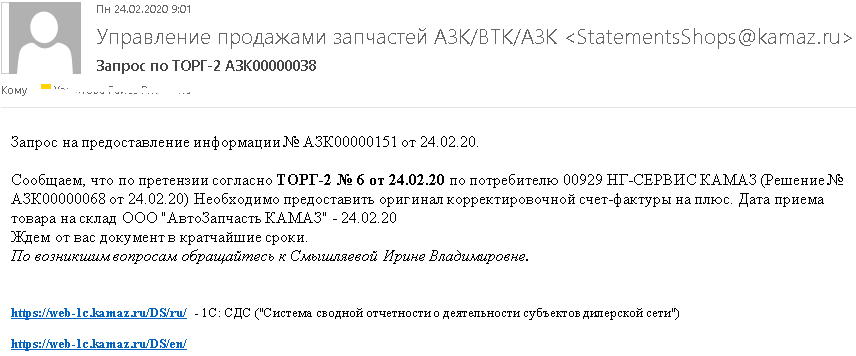 Пн 24.02.2020 9:01
Управление продажами запчастей АЗК/ВТК/АЗК <StatementsShops@kamaz.ru>
Запрос по ТОРГ-2 АЗК00000038
Кому
Запрос на предоставление информации № АЗК00000151 от 24.02.20.
Сообщаем, что по претензии согласно ТОРГ-2 № 6 от 24.02.20 по потребителю 00929 НГ-СЕРВИС КАМАЗ (Решение №
АЗК00000068 от 24.02.20) Необходимо предоставить оригинал корректировочной счет-фактуры на плюс. Дата приема
товара на склад ООО "АвтоЗапчасть КАМАЗ" - 24.02.20
Ждем от вас документ в кратчайшие сроки.
По возникшим вопросам обращайтесь к Смышляевой Ирине Владимировне.
https://web-1c.kamaz.ru/DS/ru/ - 1С: СДС ("Система сводной отчетности о деятельности субъектов дилерской сети")
https://web-1c.kamaz.ru/DS/en/